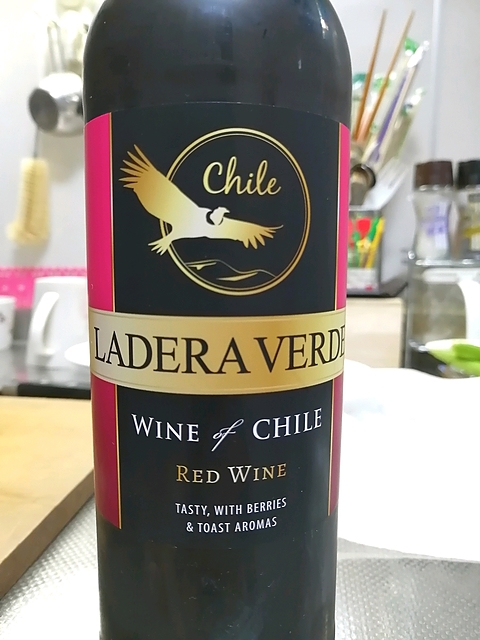 Chile
LADERA VERDE
WINE of CHILE
RED WINE
TASTY, WITH BERRIES
& TOAST AROMAS